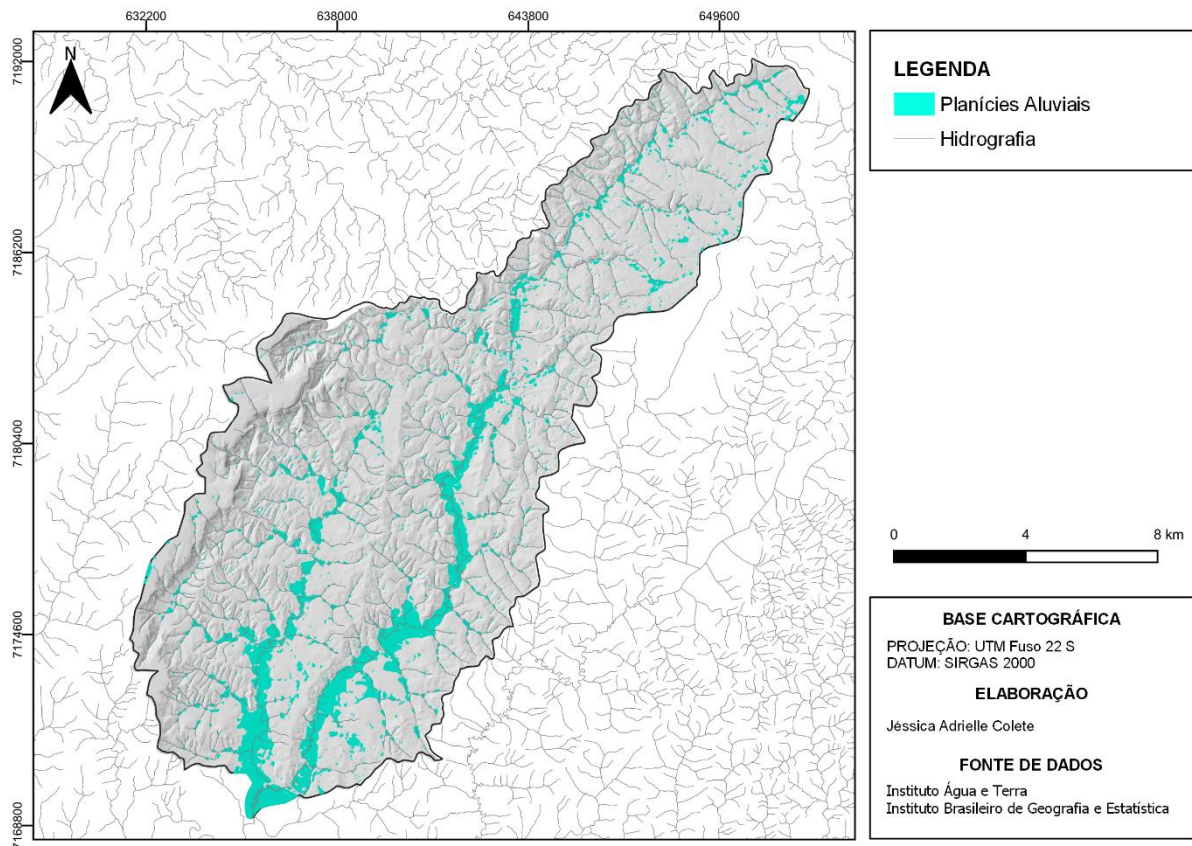 632200
638000
643800
649600
7192000
7186200
7180400
7174600
7168800
N
LEGENDA
Planícies Aluviais
Hidrografia
0 4 8 km
BASE CARTOGRÁFICA
PROJEÇÃO: UTM Fuso 22 S
DATUM: SIRGAS 2000
ELABORAÇÃO
Jéssica Adrielle Colete
FONTE DE DADOS
Instituto Água e Terra
Instituto Brasileiro de Geografia e Estatística